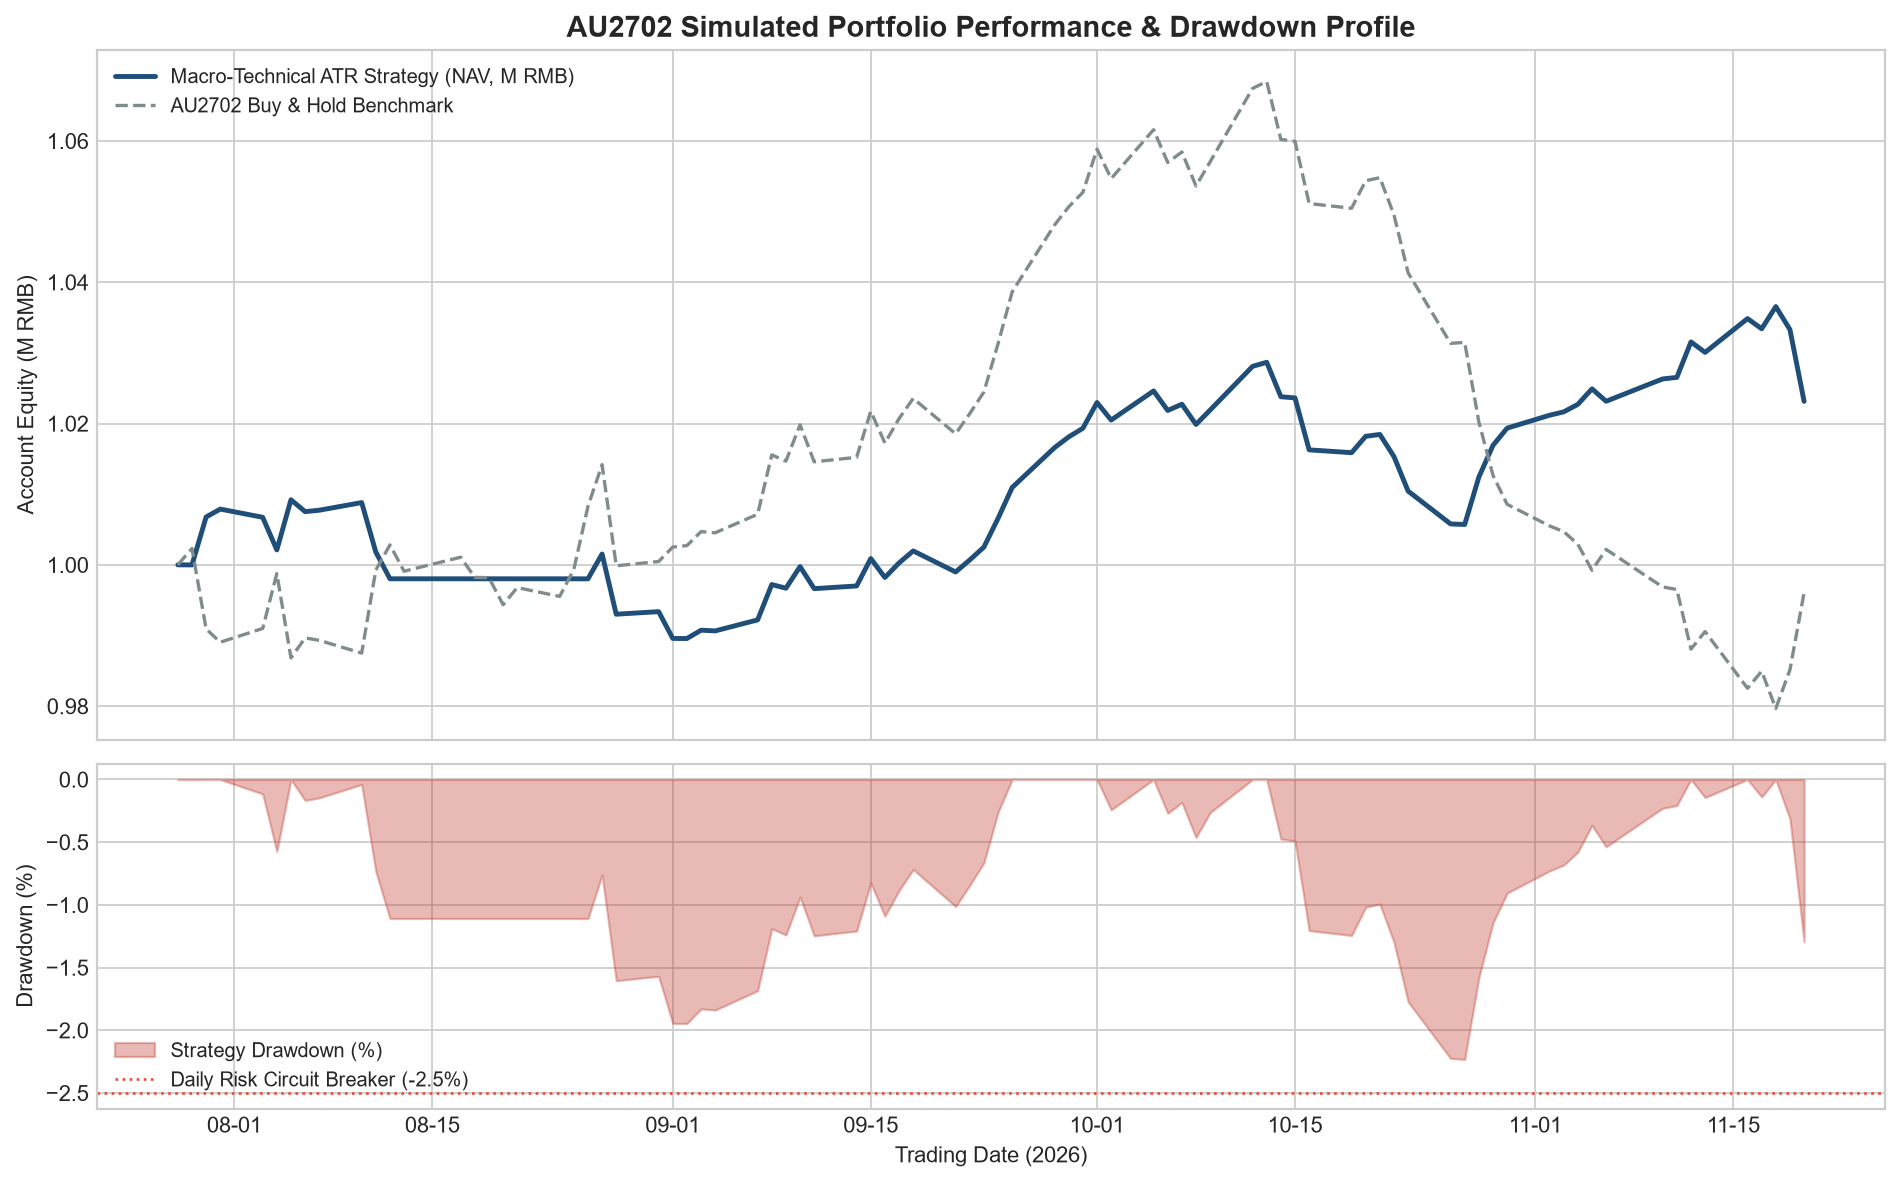 AU2702 Simulated Portfolio Performance & Drawdown Profile
Macro-Technical ATR Strategy (NAV, M RMB)
AU2702 Buy & Hold Benchmark
Account Equity (M RMB)
1.06
1.04
1.02
1.00
0.98
Drawdown (%)
0.0
−0.5
−1.0
−1.5
−2.0
−2.5
Strategy Drawdown (%)
Daily Risk Circuit Breaker (-2.5%)
08-01
08-15
09-01
09-15
10-01
10-15
11-01
11-15
Trading Date (2026)